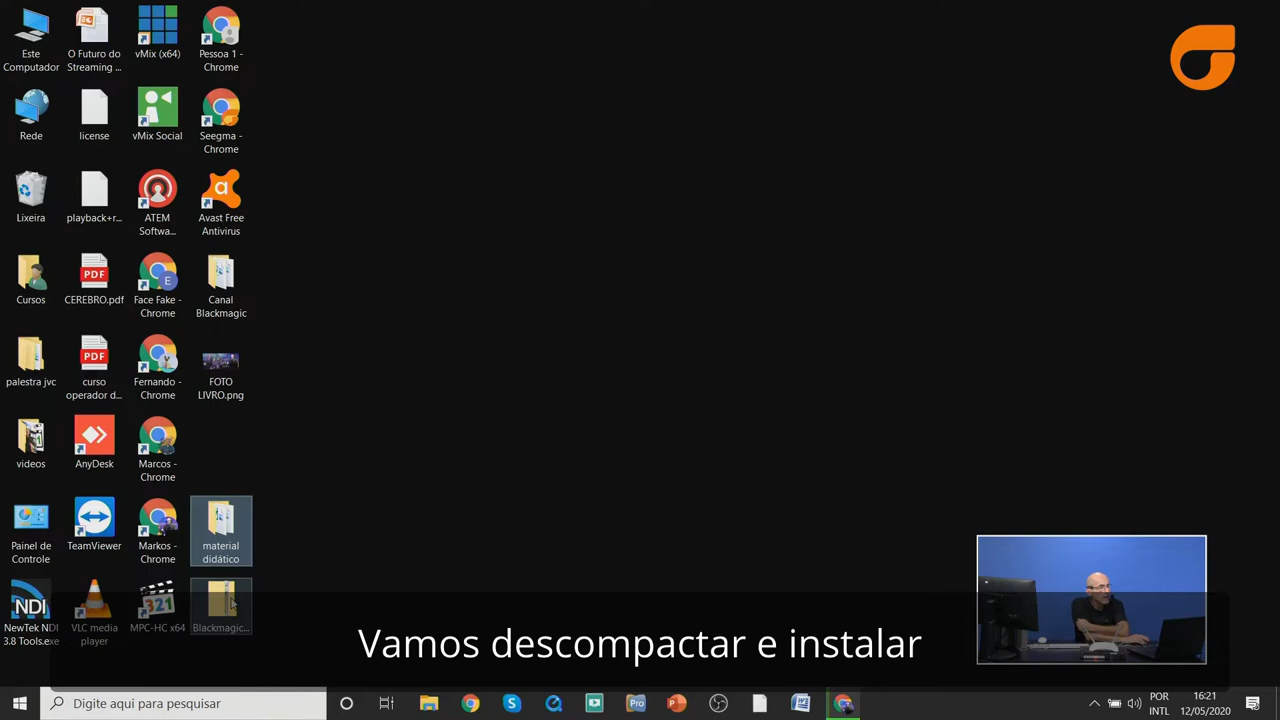 Este
Computador
O Futuro do
Streaming ...
vMix (x64)
Pessoa 1 -
Chrome
Rede
license
vMix Social
Seegma -
Chrome
Lixeira
playback+r...
ATEM
Softwa...
Avast Free
Antivirus
Cursos
CEREBRO.pdf
Face Fake -
Chrome
Canal
Blackmagic
palestra jvc
curso
operador d...
Fernando -
Chrome
FOTO
LIVRO.png
videos
AnyDesk
Marcos -
Chrome
Painel de
Controle
TeamViewer
Markos -
Chrome
material
didático
NewTek NDI
3.8 Tools.exe
VLC media
player
MPC-HC x64
Blackmagic...
Vamos descompactar e instalar
Digite aqui para pesquisar
POR
INTL
16:21
12/05/2020